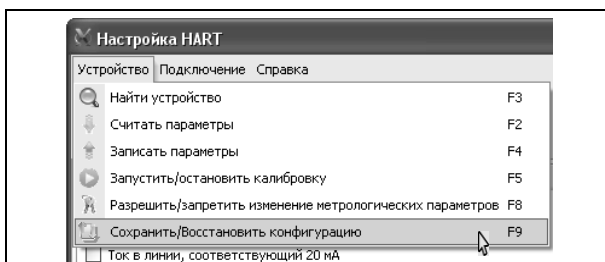 Настройка HART
Устройство Подключение Справка
Найти устройство F3
Считать параметры F2
Записать параметры F4
Запустить/остановить калибровку F5
Разрешить/запретить изменение метрологических параметров F8
Сохранить/Восстановить конфигурацию F9
Ток в линии, соответствующий 20 мА